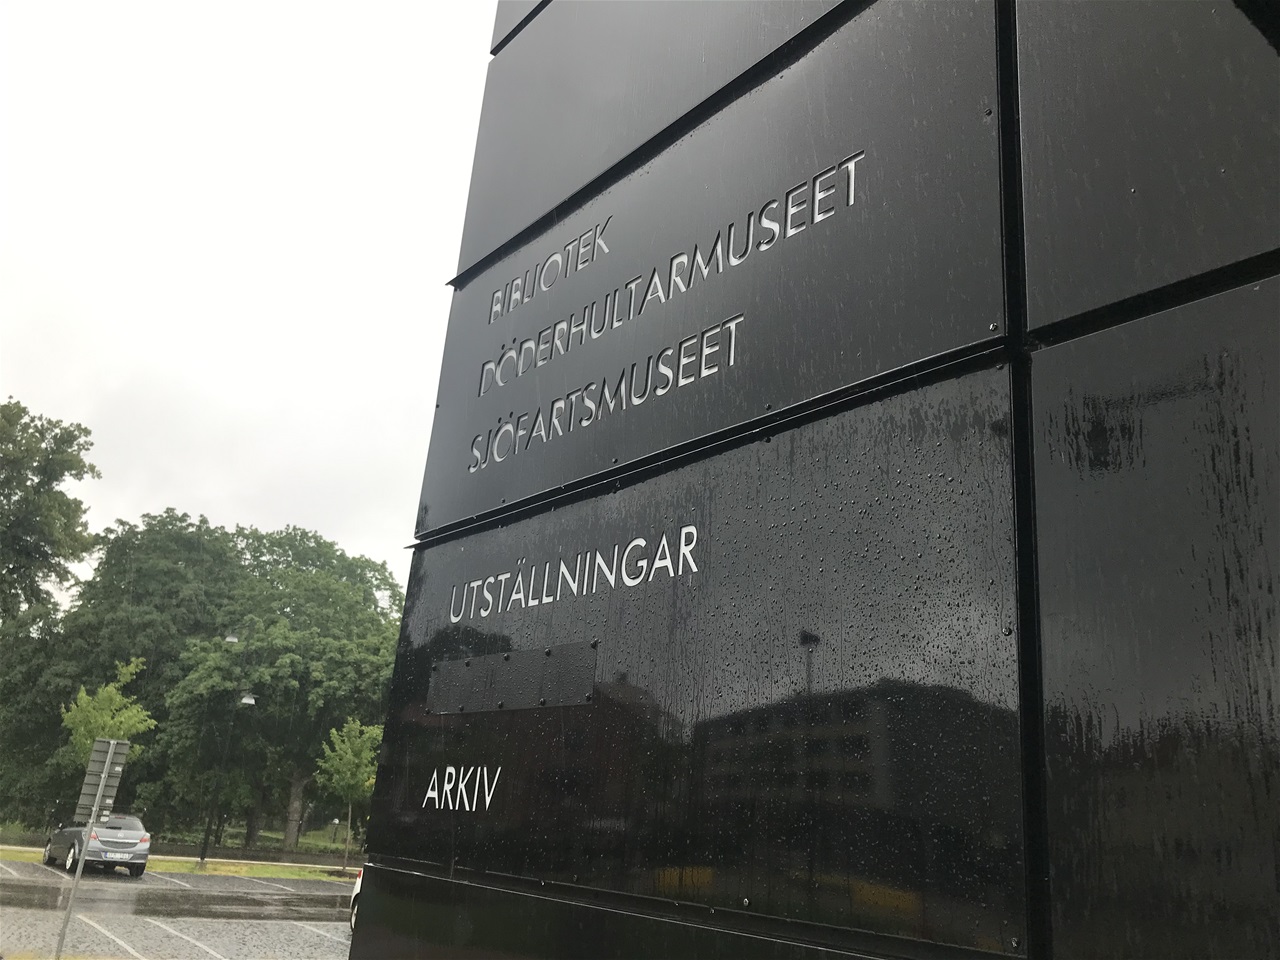 BIBLIOTEK
DÖDERHULTARMUSEET
SJÖFARTSMUSEET
UTSTÄLLNINGAR
ARKIV